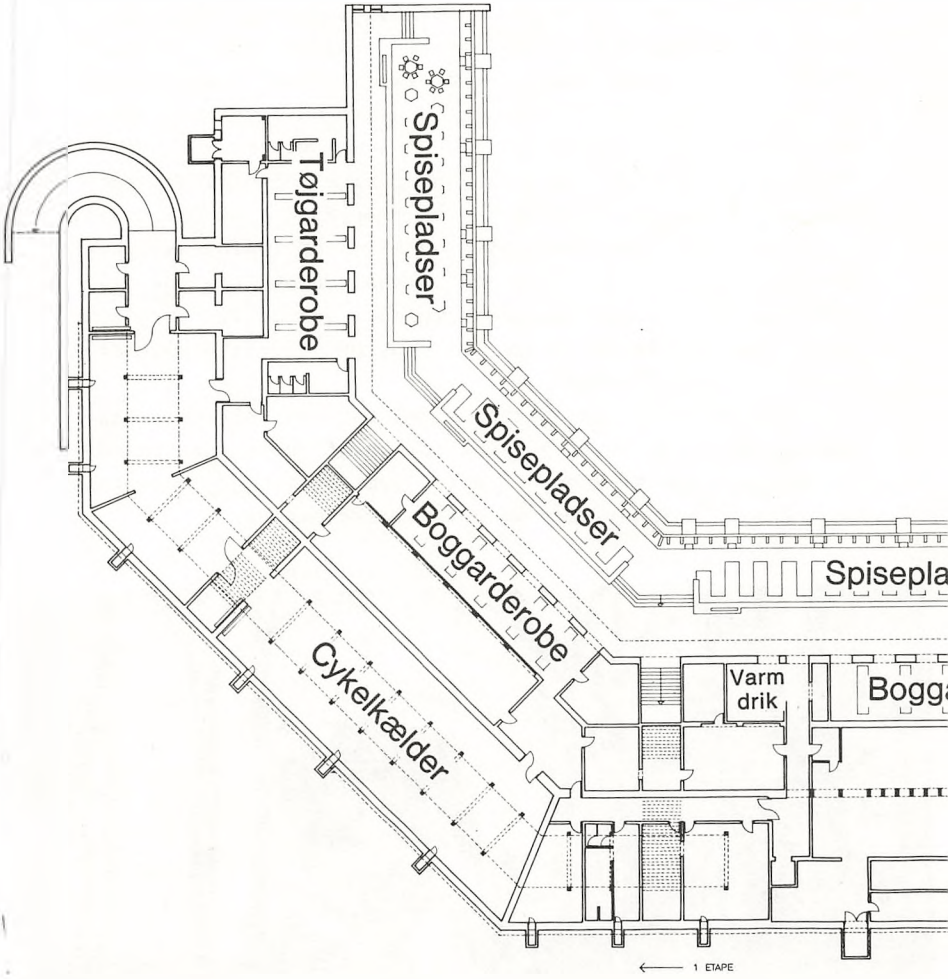 Spisepladser
Tøjgarderobe
Spisepladser
Boggarderobe
Spisepla
Cykelkælder
Varm
drik
Bogga
1 ETAPE